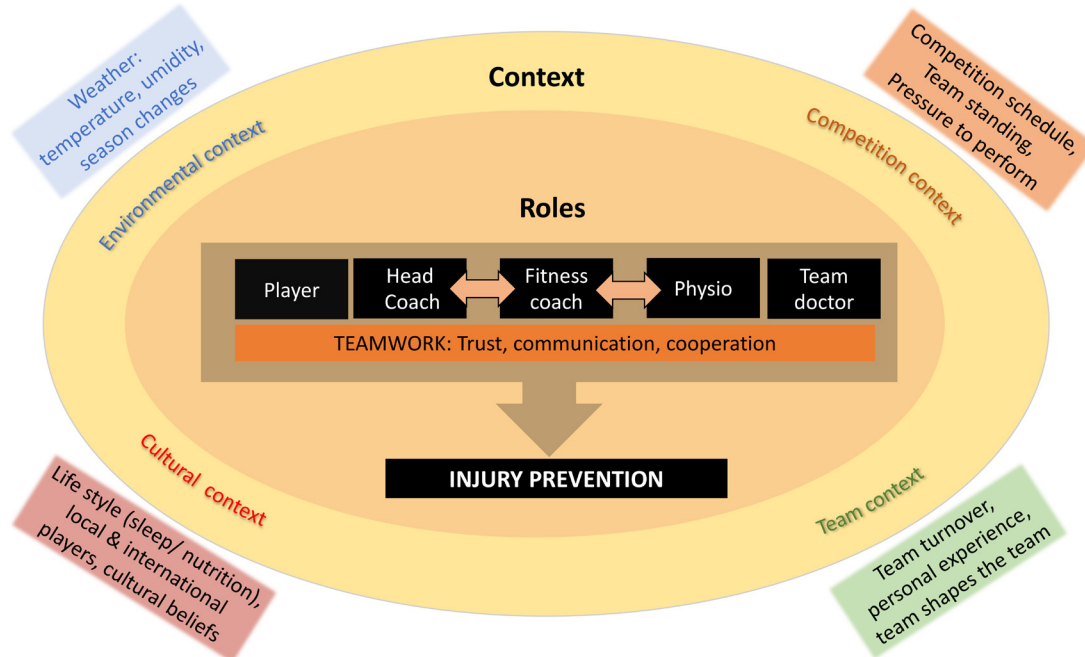 Context
Weather:
temperature, umidity,
season changes
Environmental context
Competition schedule,
Team standing,
Pressure to perform
Competition context
Roles
Player
Head
Coach
Fitness
coach
Physio
Team
doctor
TEAMWORK: Trust, communication, cooperation
INJURY PREVENTION
Cultural context
Life style (sleep/ nutrition),
local & international
players, cultural beliefs
Team context
Team turnover,
personal experience,
team shapes the team